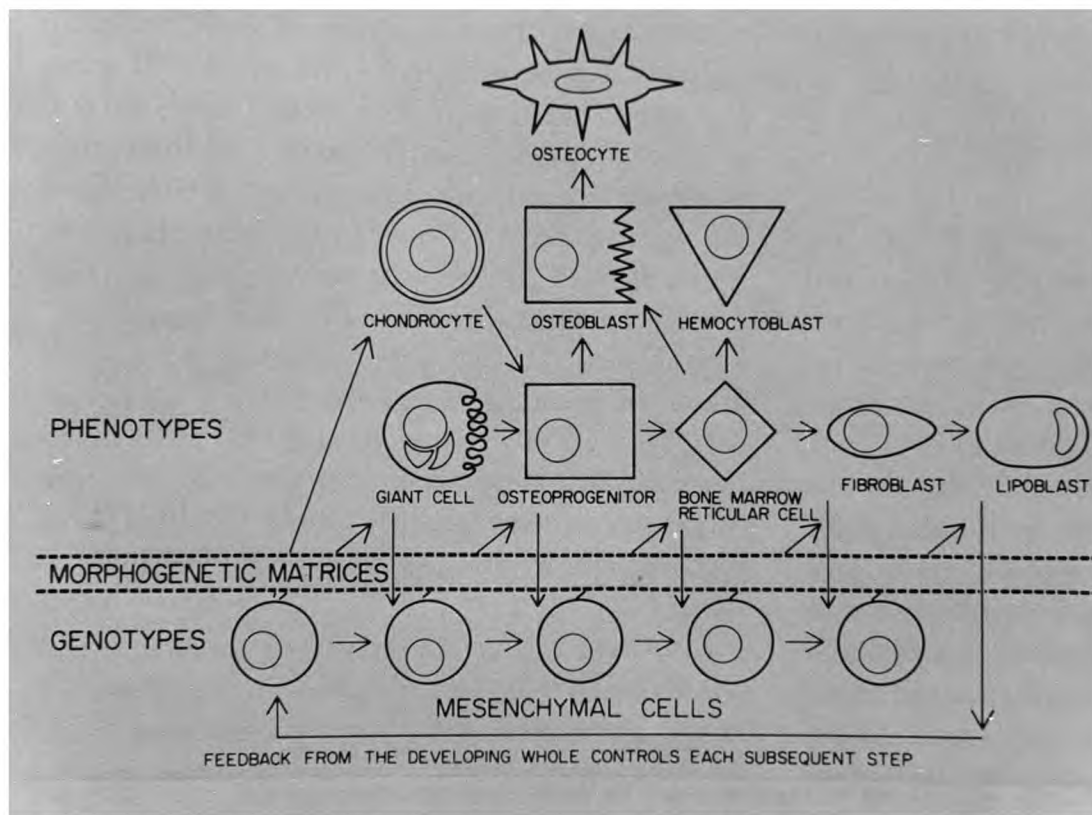 OSTEOCYTE
CHONDROCYTE
OSTEOBLAST
HEMOCYTOBLAST
PHENOTYPES
GIANT CELL
OSTEOPROGENITOR
BONE MARROW
RETICULAR CELL
FIBROBLAST
LIPOBLAST
MORPHOGENETIC MATRICES
GENOTYPES
MESENCHYMAL CELLS
FEEDBACK FROM THE DEVELOPING WHOLE CONTROLS EACH SUBSEQUENT STEP